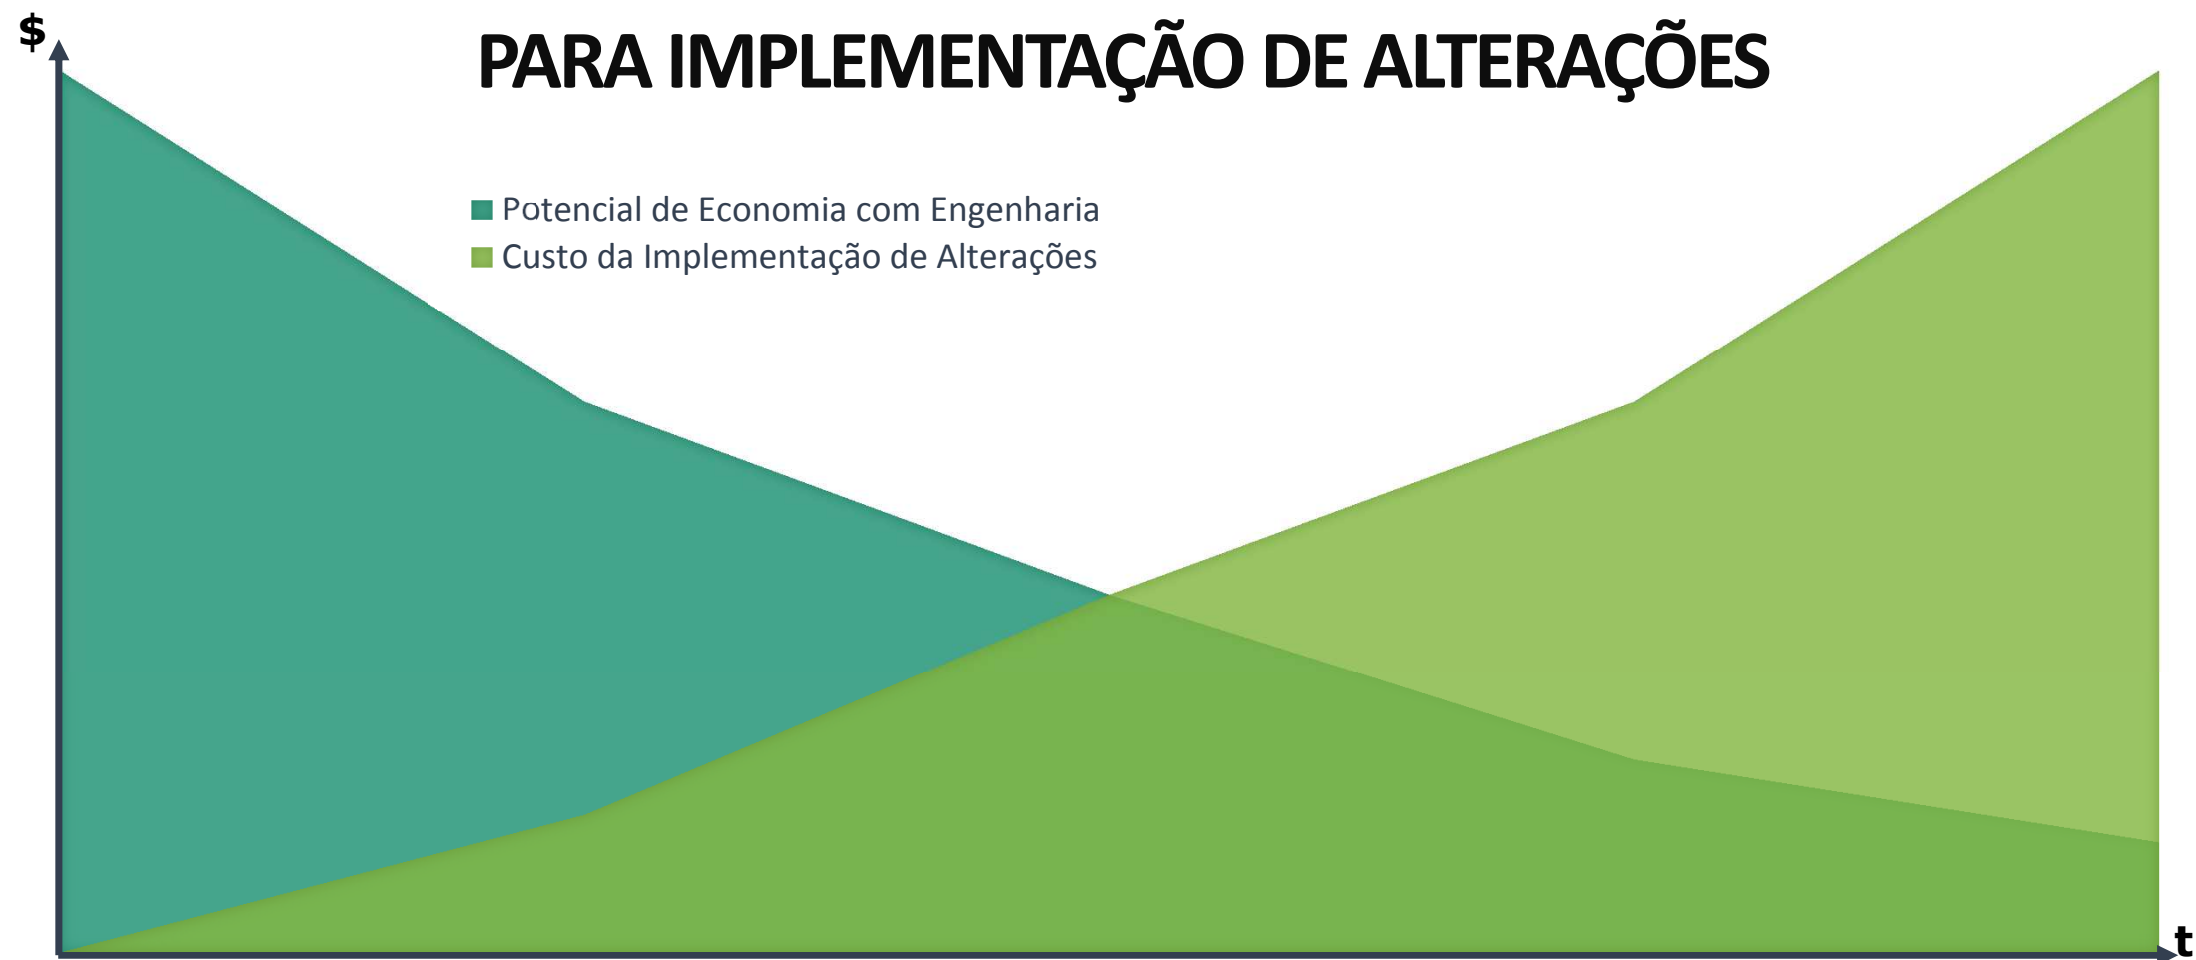 $
PARA IMPLEMENTAÇÃO DE ALTERAÇÕES
Potencial de Economia com Engenharia
Custo da Implementação de Alterações
t